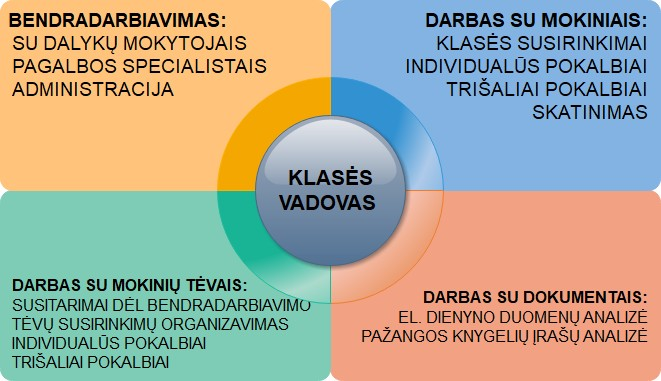 BENDRADARBIAVIMAS:
SU DALYKŲ MOKYTOJAIS
PAGALBOS SPECIALISTAIS
ADMINISTRACIJA
DARBAS SU MOKINIAIS:
KLASĖS SUSIRINKIMAI
INDIVIDUALŪS POKALBIAI
TRIŠALIAI POKALBIAI
SKATINIMAS
KLASĖS
VADOVAS
DARBAS SU MOKINIŲ TĖVAIS:
SUSITARIMAI DĖL BENDRADARBIAVIMO
TĖVŲ SUSIRINKIMŲ ORGANIZAVIMAS
INDIVIDUALŪS POKALBIAI
TRIŠALIAI POKALBIAI
DARBAS SU DOKUMENTAIS:
EL. DIENYNO DUOMENŲ ANALIZĖ
PAŽANGOS KNYGELIŲ ĮRAŠŲ ANALIZĖ